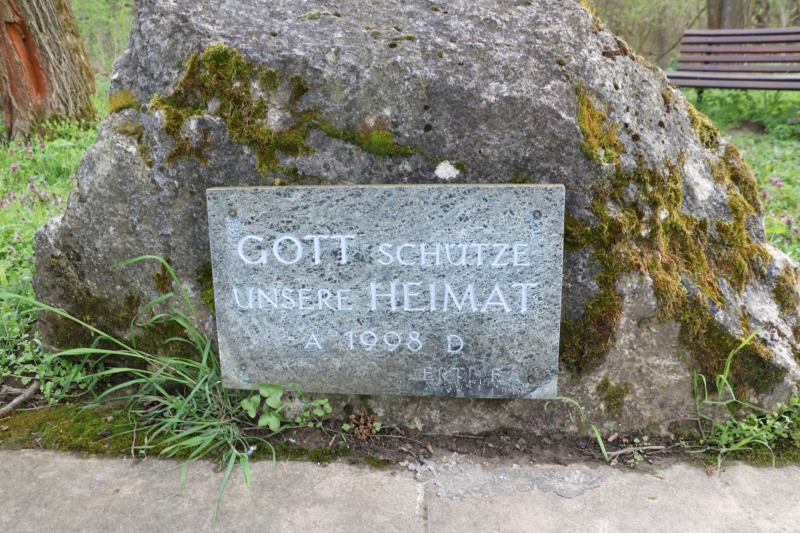 GOTT SCHÜTZE
UNSERE HEIMAT
A 1998 D